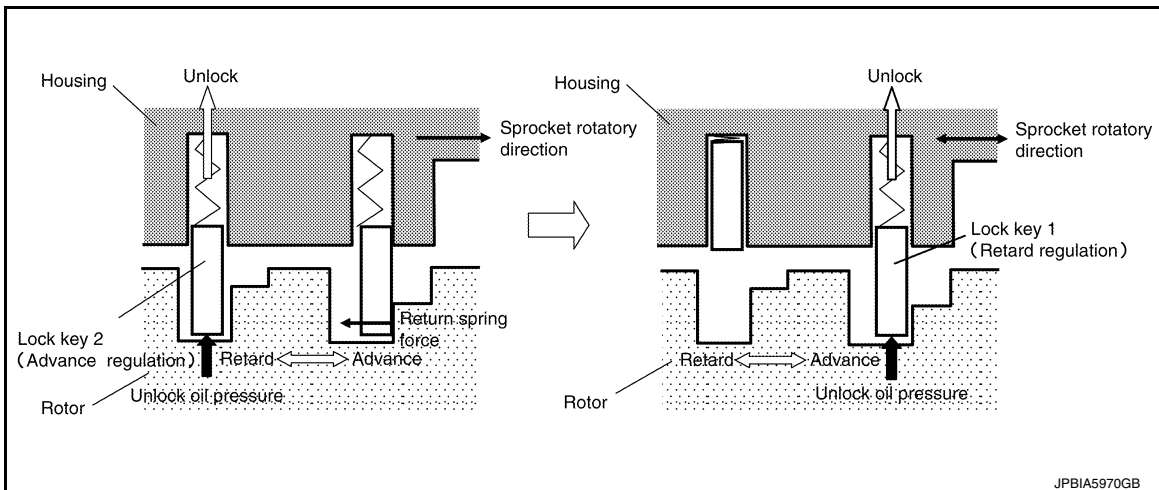 Housing
Unlock
Sprocket rotatory
direction
Lock key 2
(Advance regulation)
Rotor
Return spring
force
Retard
Advance
Unlock oil pressure
Housing
Unlock
Sprocket rotatory
direction
Lock key 1
(Retard regulation)
Retard
Advance
Rotor
Unlock oil pressure
JPBIA5970GB